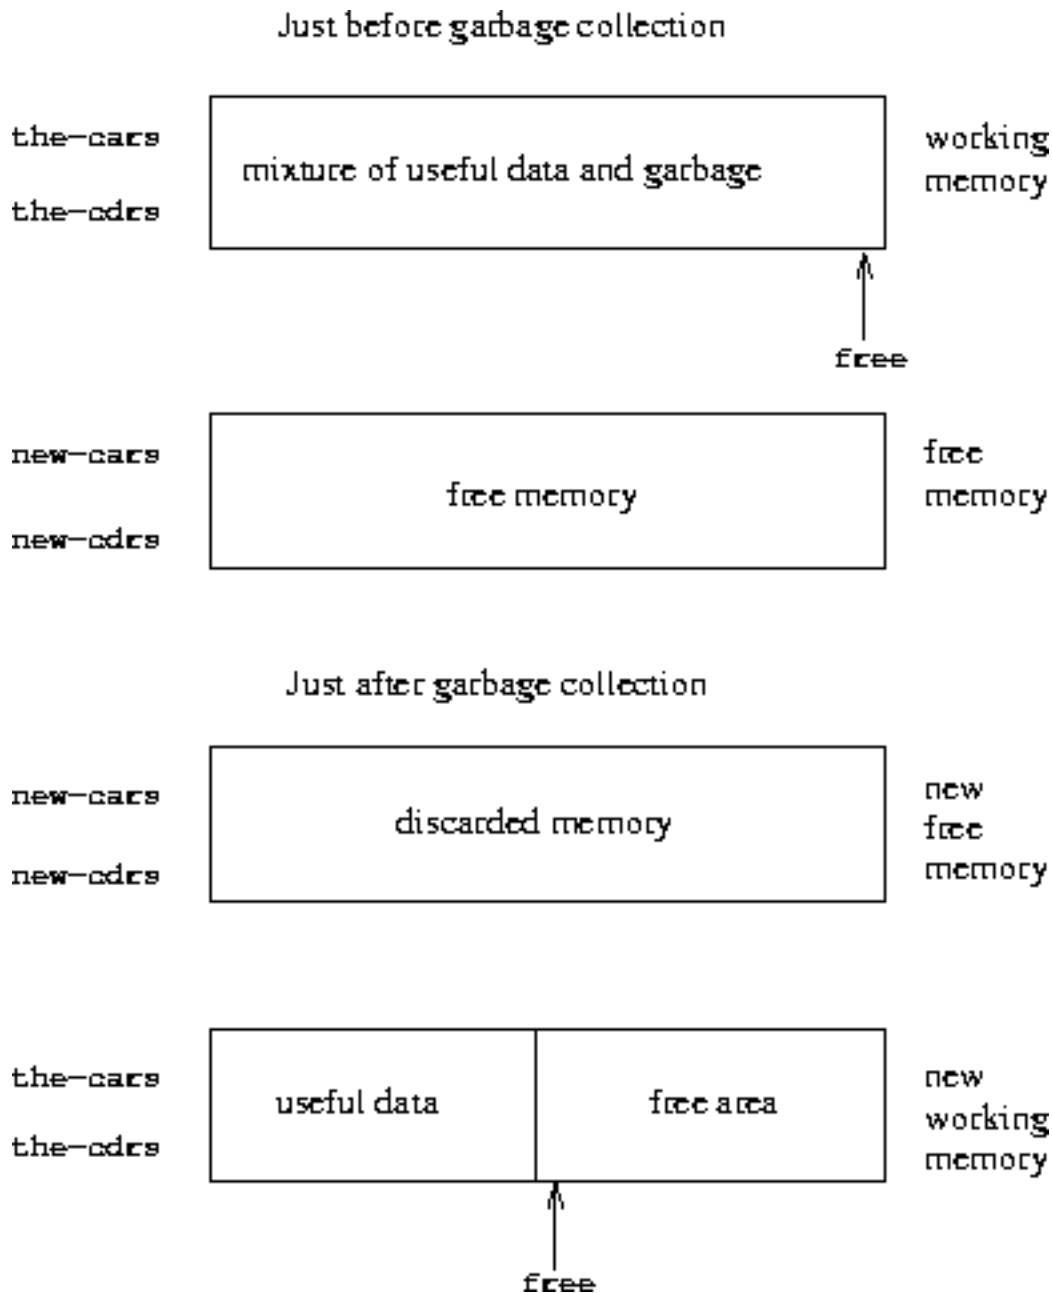 Just before garbage collection
the-cars
the-cdrs
mixture of useful data and garbage
working
memory
free
new-cars
new-cdrs
free memory
free
memory
Just after garbage collection
new-cars
new-cdrs
discarded memory
new
free
memory
the-cars
the-cdrs
useful data
free area
new
working
memory
free